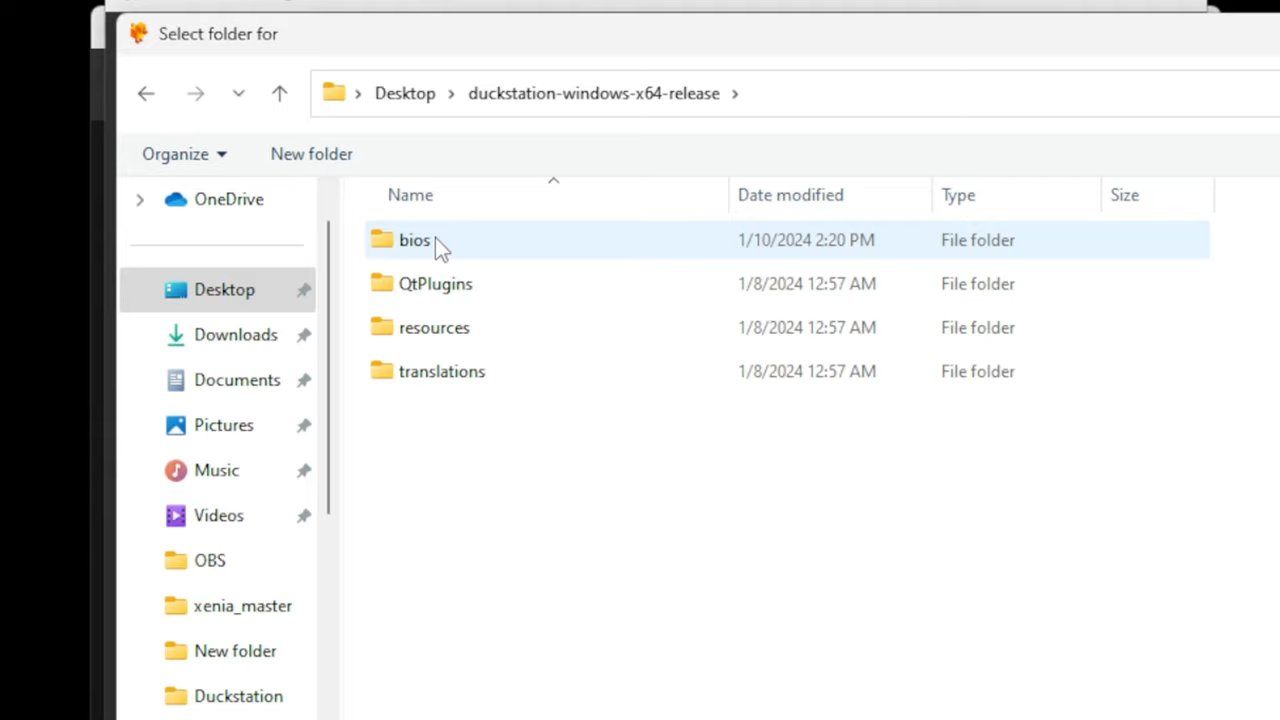 Select folder for
Desktop
duckstation-windows-x64-release
Organize
New folder
OneDrive
Desktop
Downloads
Documents
Pictures
Music
Videos
OBS
xenia_master
New folder
Duckstation
Name Date modified Type Size
bios 1/10/2024 2:20 PM File folder
QtPlugins 1/8/2024 12:57 AM File folder
resources 1/8/2024 12:57 AM File folder
translations 1/8/2024 12:57 AM File folder